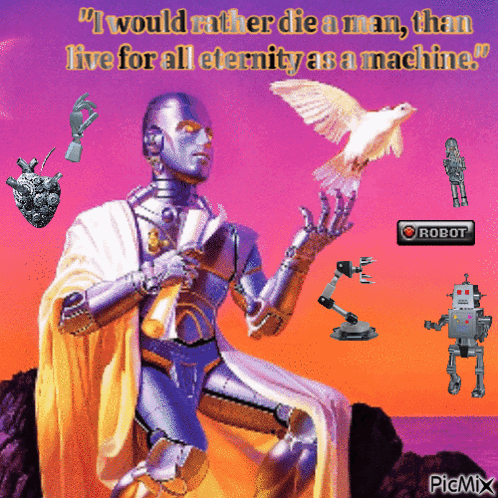 "I would rather die a man, than
live for all eternity as a machine."
ROBOT
PicMix